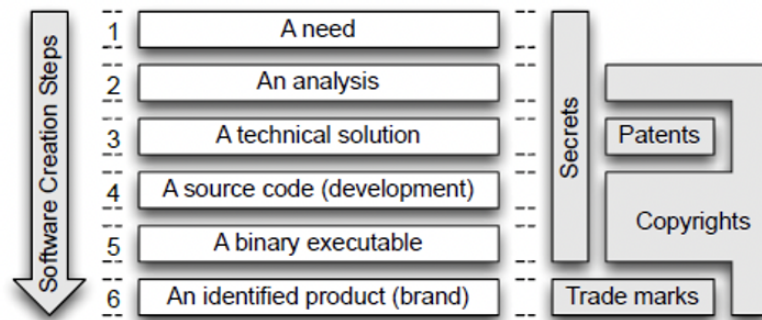 Software Creation Steps
1 A need
2 An analysis
3 A technical solution
4 A source code (development)
5 A binary executable
6 An identified product (brand)
Secrets
Patents
Copyrights
Trade marks